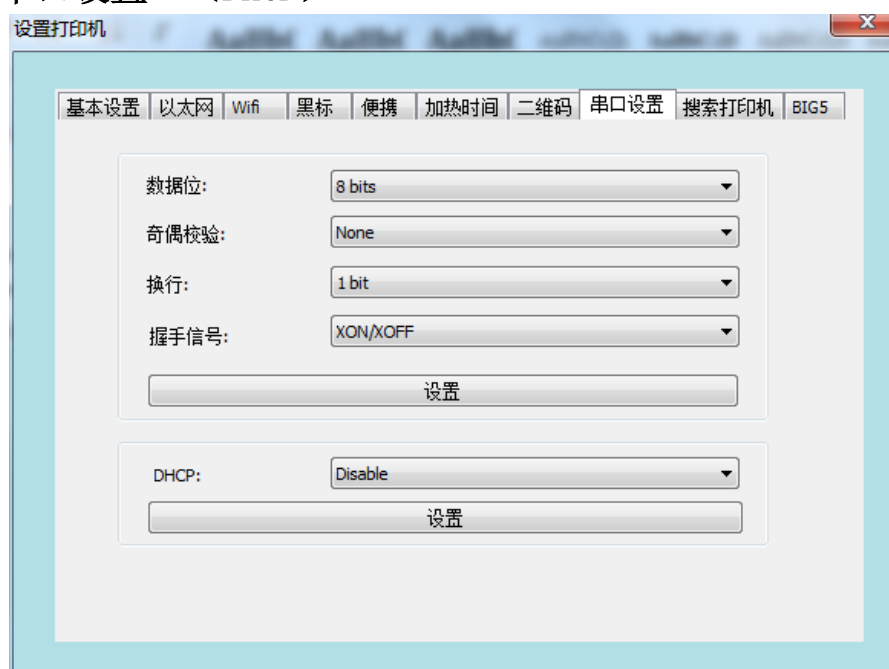 设置打印机
基本设置 以太网 Wifi 黑标 便携 加热时间 二维码 串口设置 搜索打印机 BIG5
数据位: 8 bits
奇偶校验: None
换行: 1 bit
握手信号: XON/XOFF
设置
DHCP: Disable
设置